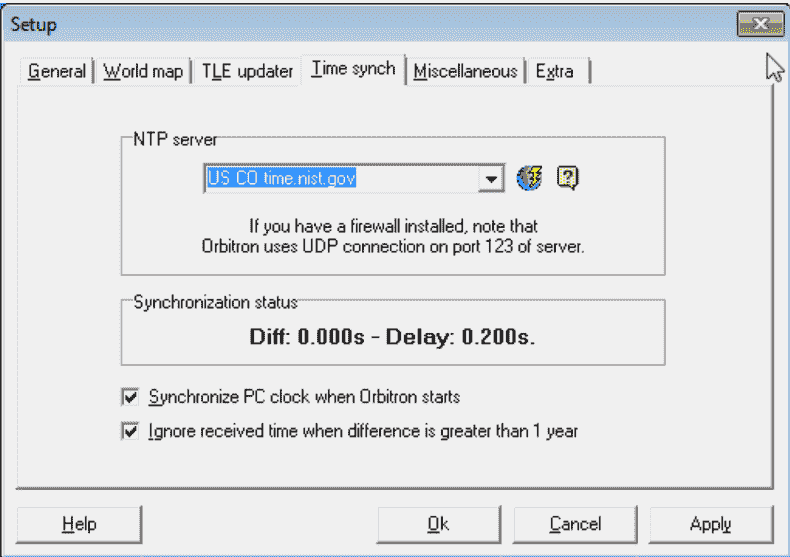 Setup
General World map TLE updater Time synch Miscellaneous Extra
NTP server
US CO time.nist.gov
If you have a firewall installed, note that
Orbitron uses UDP connection on port 123 of server.
Synchronization status
Diff: 0.000s - Delay: 0.200s.
Synchronize PC clock when Orbitron starts
Ignore received time when difference is greater than 1 year
Help Ok Cancel Apply